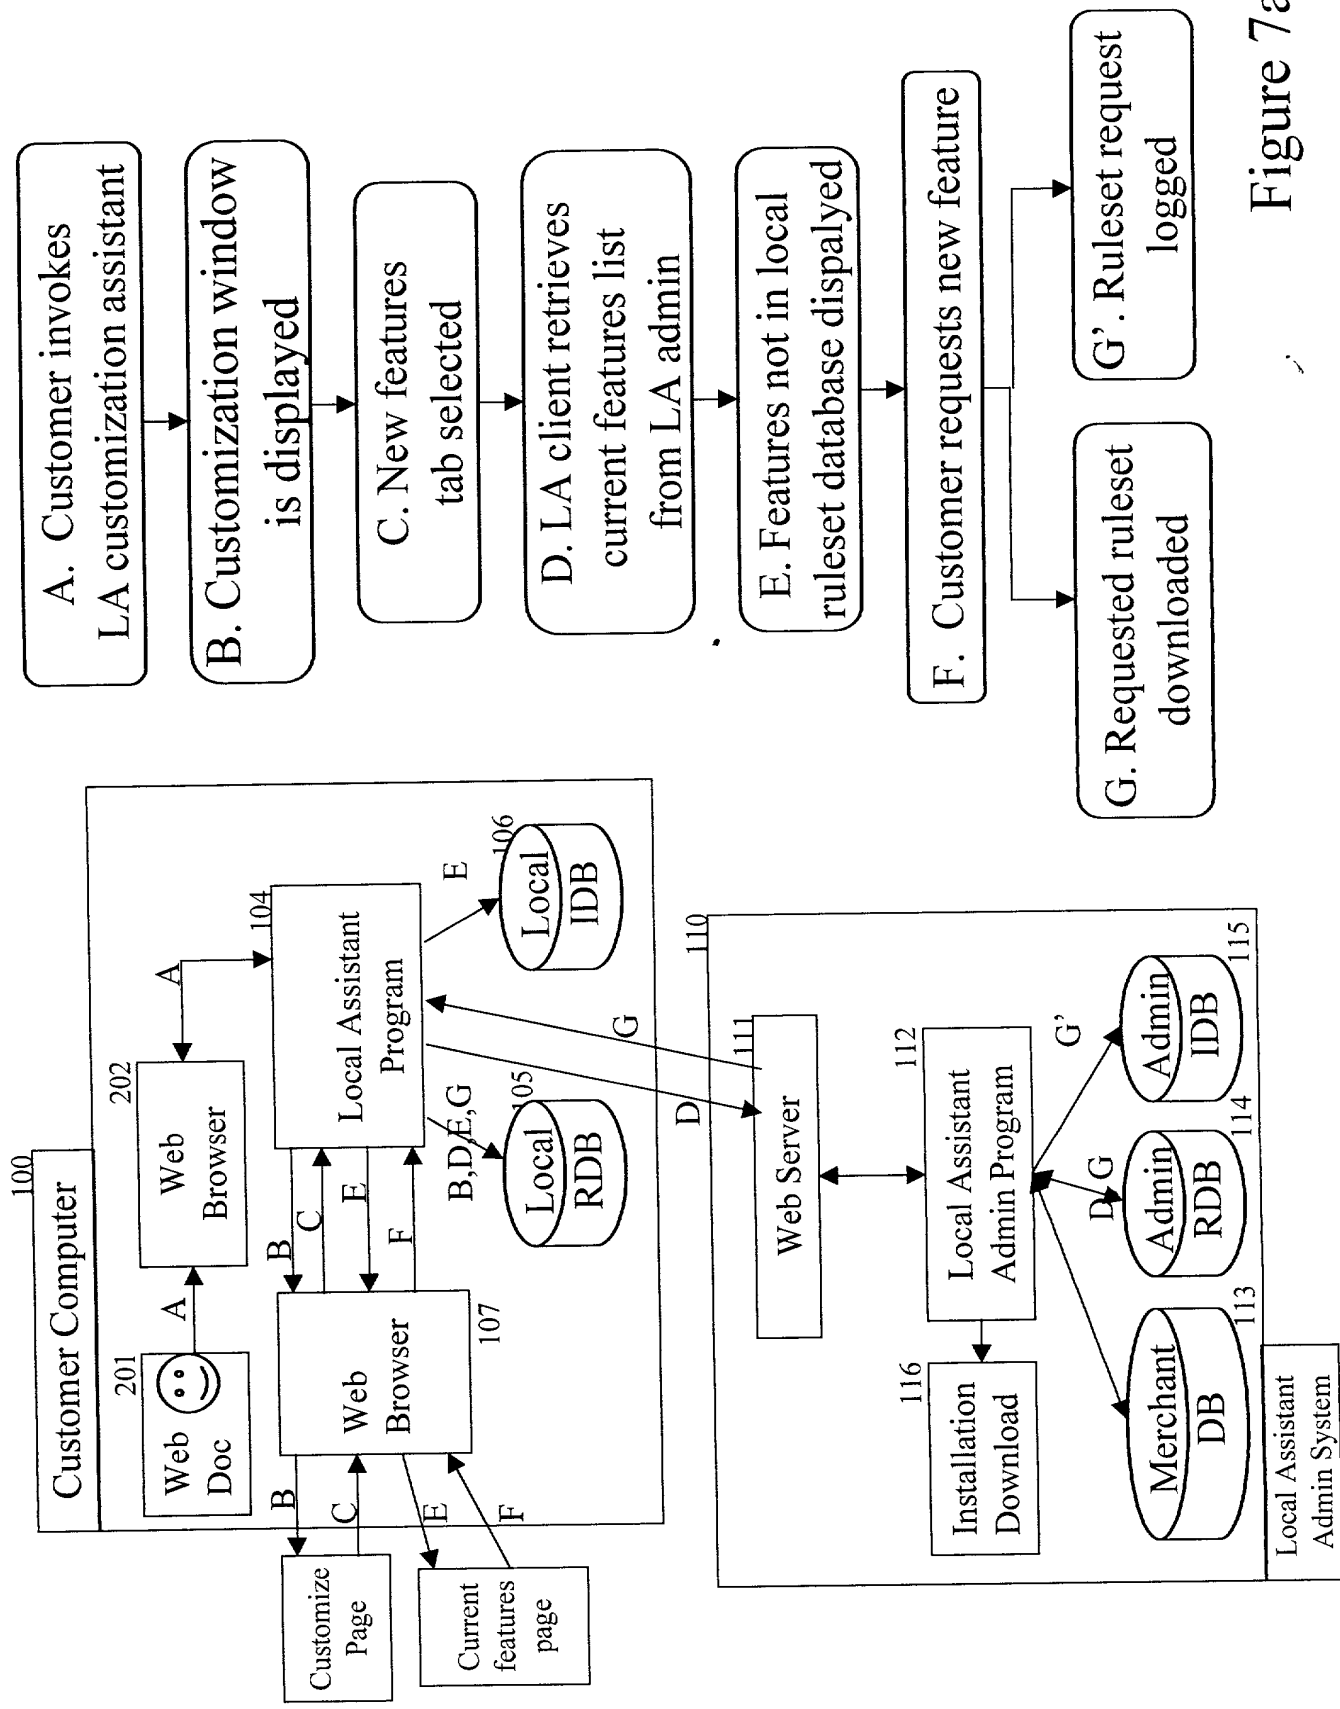 Customer Computer
100
201
Web
Doc
A
Web
Browser
202
A
104
Local Assistant
Program
B
C
E
F
Web
Browser
107
B
C
E
F
Customize
Page
Current
features
page
B,D,E,G
105
Local
RDB
E
106
Local
IDB
D
G
110
111
Web Server
112
Local Assistant
Admin Program
116
Installation
Download
D, G
G’
Merchant
DB
113
Admin
RDB
114
Admin
IDB
115
Local Assistant
Admin System
A. Customer invokes
LA customization assistant
B. Customization window
is displayed
C. New features
tab selected
D. LA client retrieves
current features list
from LA admin
E. Features not in local
ruleset database dispalyed
F. Customer requests new feature
G. Requested ruleset
downloaded
G’. Ruleset request
logged
Figure 7a